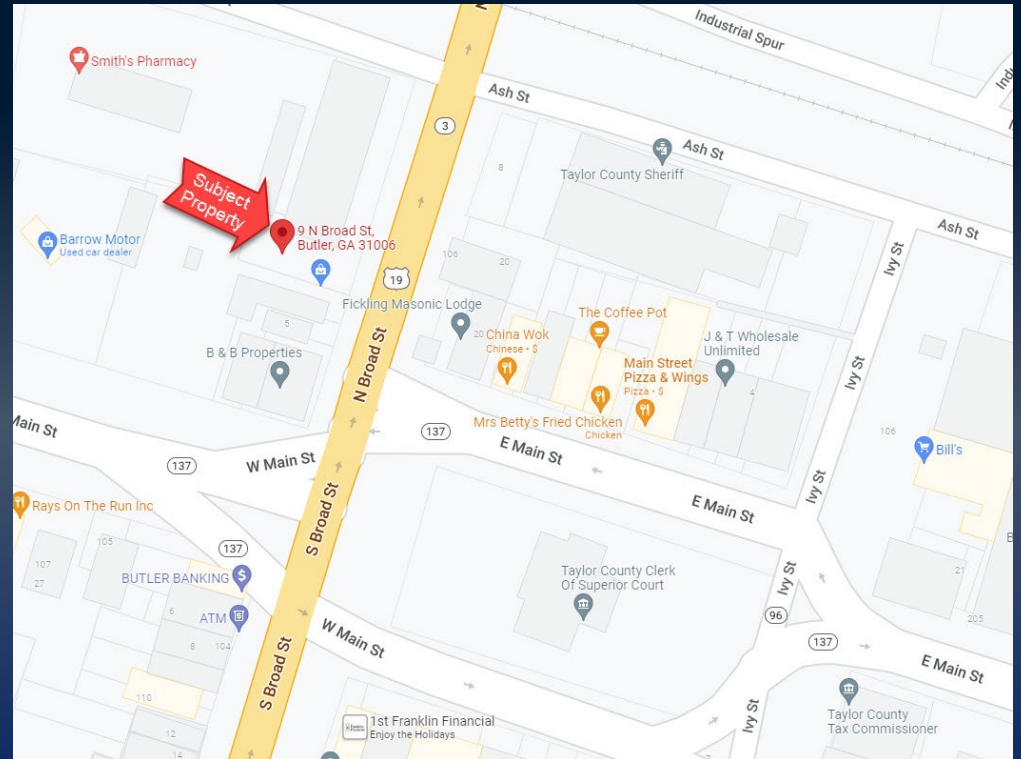 Industrial Spur
Smith's Pharmacy
Ash St
3
Ash St
Taylor County Sheriff
8
Subject
Property
9 N Broad St,
Butler, GA 31006
Ash St
Barrow Motor
Used car dealer
Ivy St
106
20
19
Fickling Masonic Lodge
The Coffee Pot
5
20
China Wok
Chinese · $
J & T Wholesale
Unlimited
B & B Properties
N Broad St
Main Street
Pizza & Wings
Pizza · $
Ivy St
4
Mrs Betty's Fried Chicken
Chicken
Main St
137
E Main St
106
Bill's
137
W Main St
Ivy St
E Main St
Rays On The Run Inc
S Broad St
105
137
107
27
BUTLER BANKING
Taylor County Clerk
Of Superior Court
Ivy St
21
6
ATM
96
205
8
104
W Main St
137
E Main St
S Broad St
110
12
14
1st Franklin Financial
Enjoy the Holidays
Ivy St
Taylor County
Tax Commissioner